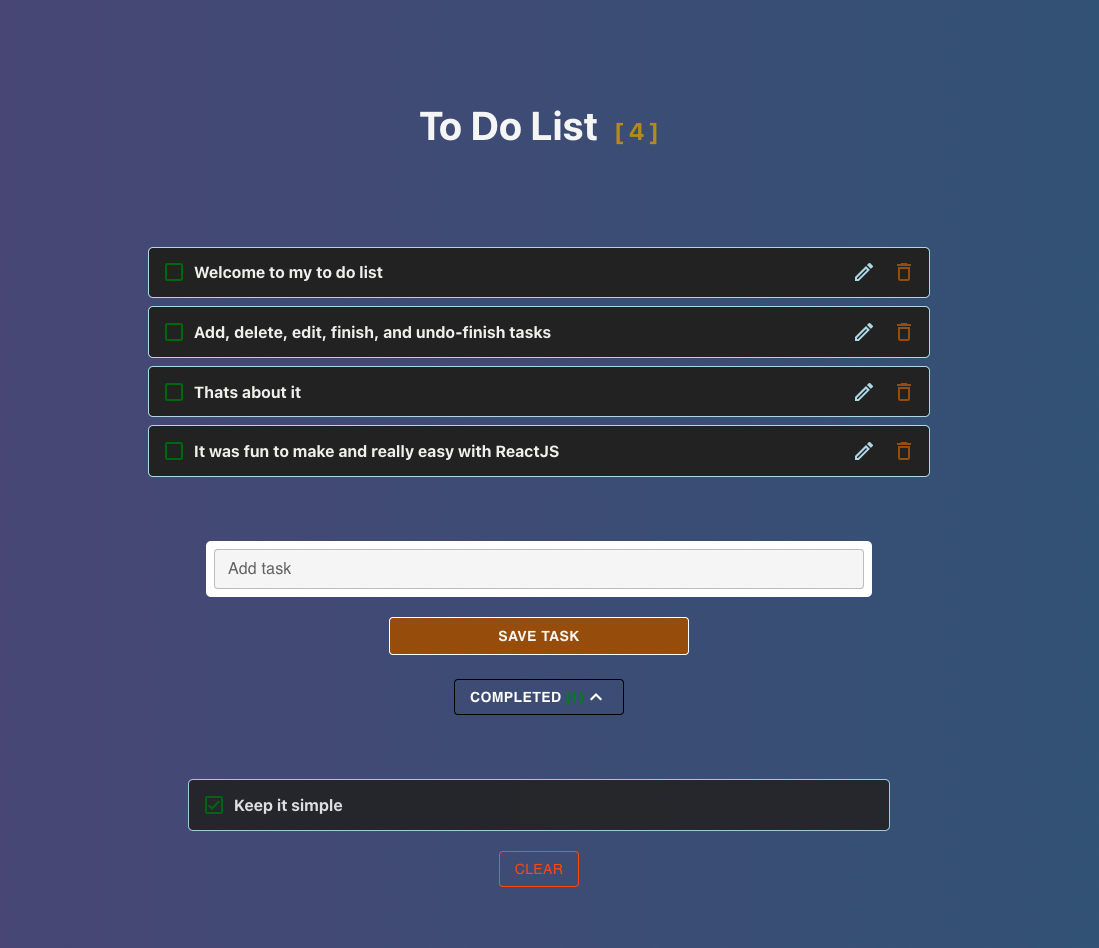 To Do List [ 4 ]
Welcome to my to do list
Add, delete, edit, finish, and undo-finish tasks
Thats about it
It was fun to make and really easy with ReactJS
Add task
SAVE TASK
COMPLETED (1)
Keep it simple
CLEAR